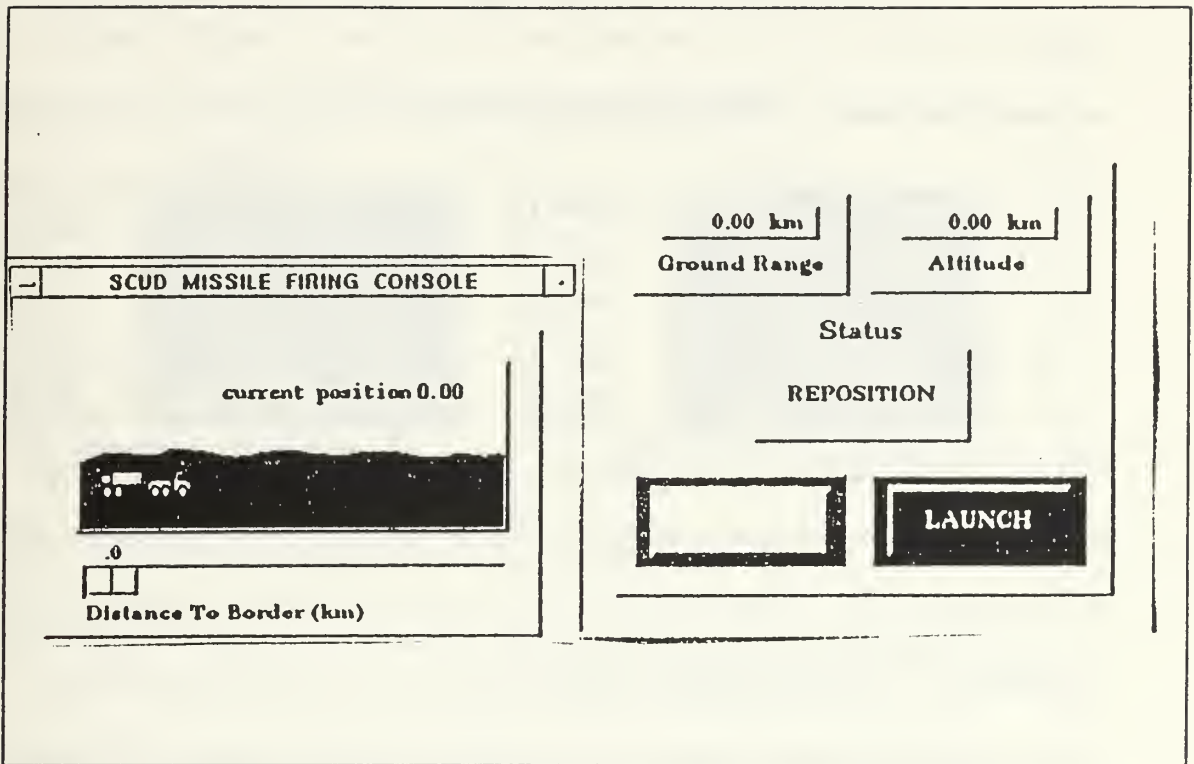 SCUD MISSILE FIRING CONSOLE
current position 0.00
.0
Distance To Border (km)
0.00 km
Ground Range
0.00 km
Altitude
Status
REPOSITION
LAUNCH